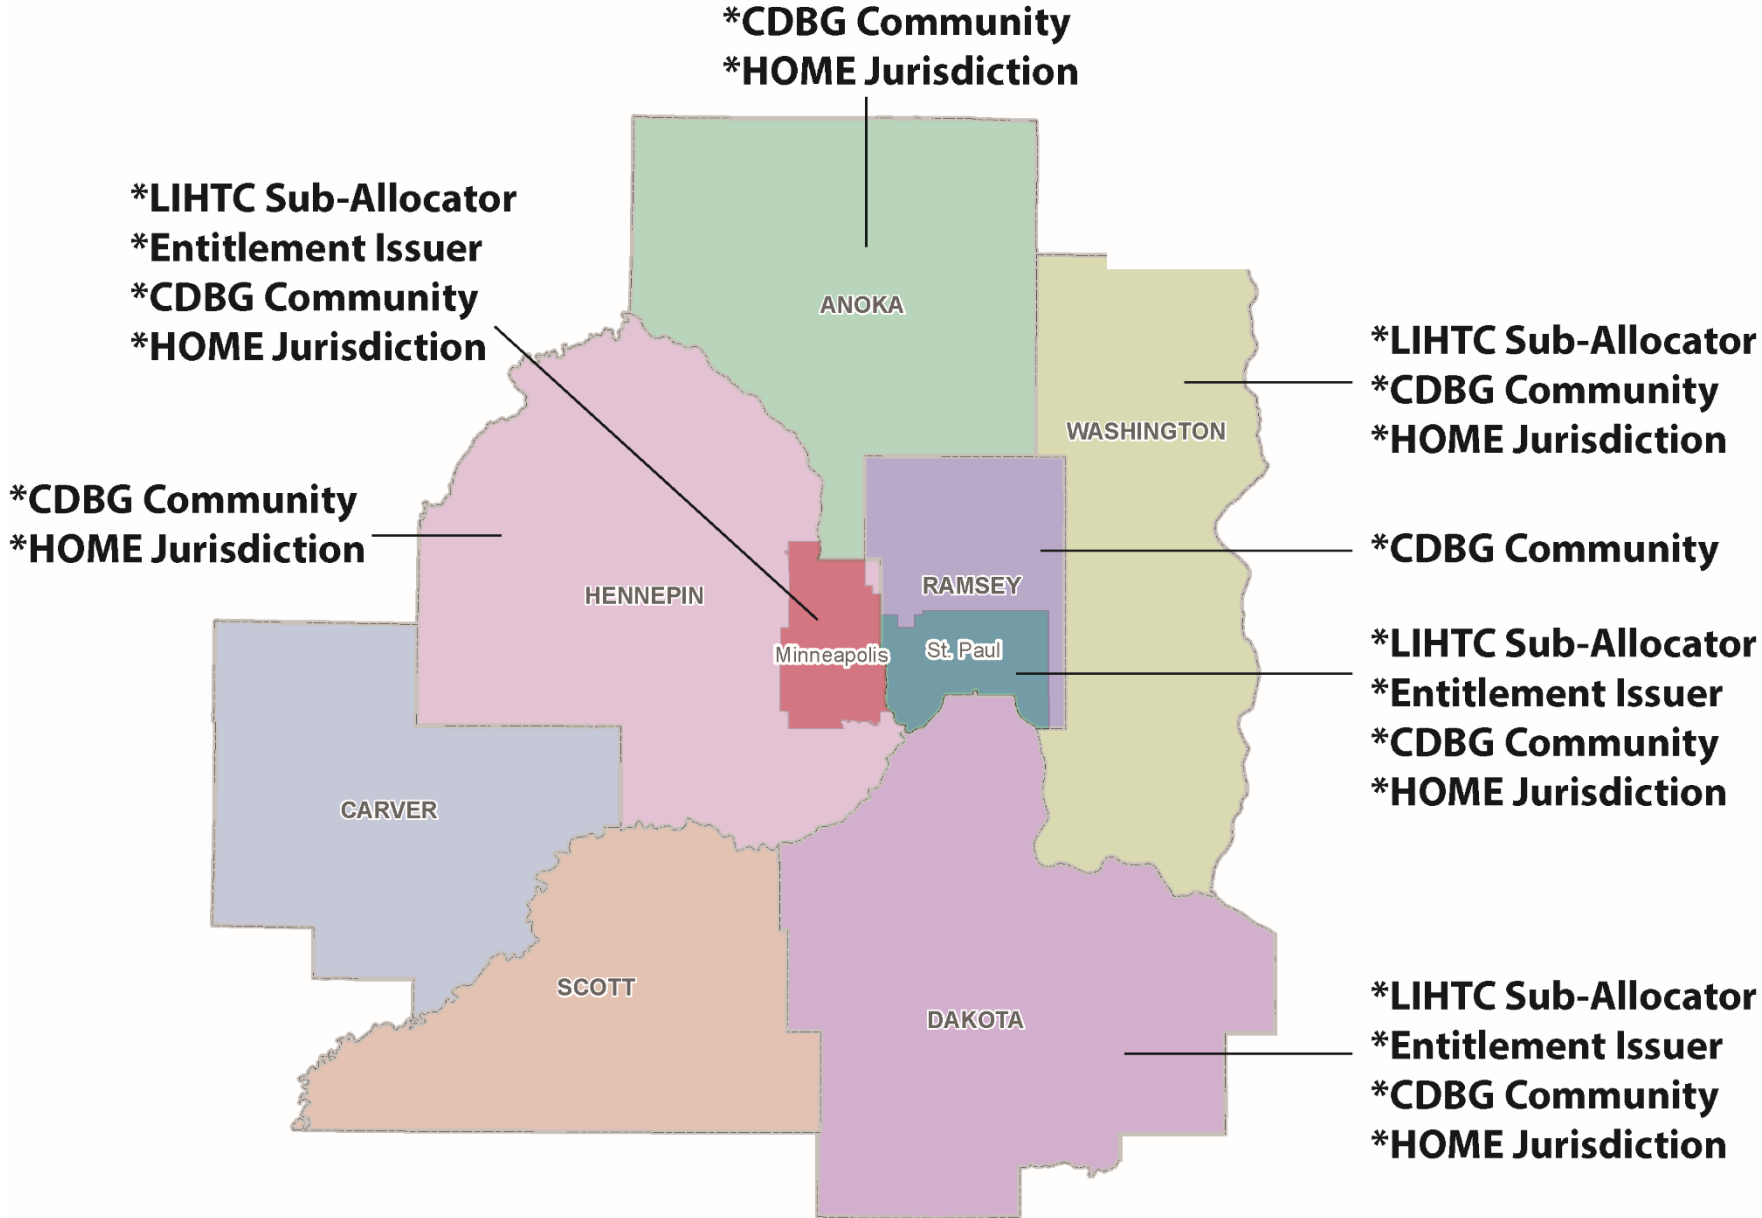 *CDBG Community
*HOME Jurisdiction
*LIHTC Sub-Allocator
*Entitlement Issuer
*CDBG Community
*HOME Jurisdiction
ANOKA
*LIHTC Sub-Allocator
*CDBG Community
*HOME Jurisdiction
WASHINGTON
*CDBG Community
*HOME Jurisdiction
*CDBG Community
HENNEPIN
RAMSEY
Minneapolis
St. Paul
*LIHTC Sub-Allocator
*Entitlement Issuer
*CDBG Community
*HOME Jurisdiction
CARVER
SCOTT
DAKOTA
*LIHTC Sub-Allocator
*Entitlement Issuer
*CDBG Community
*HOME Jurisdiction